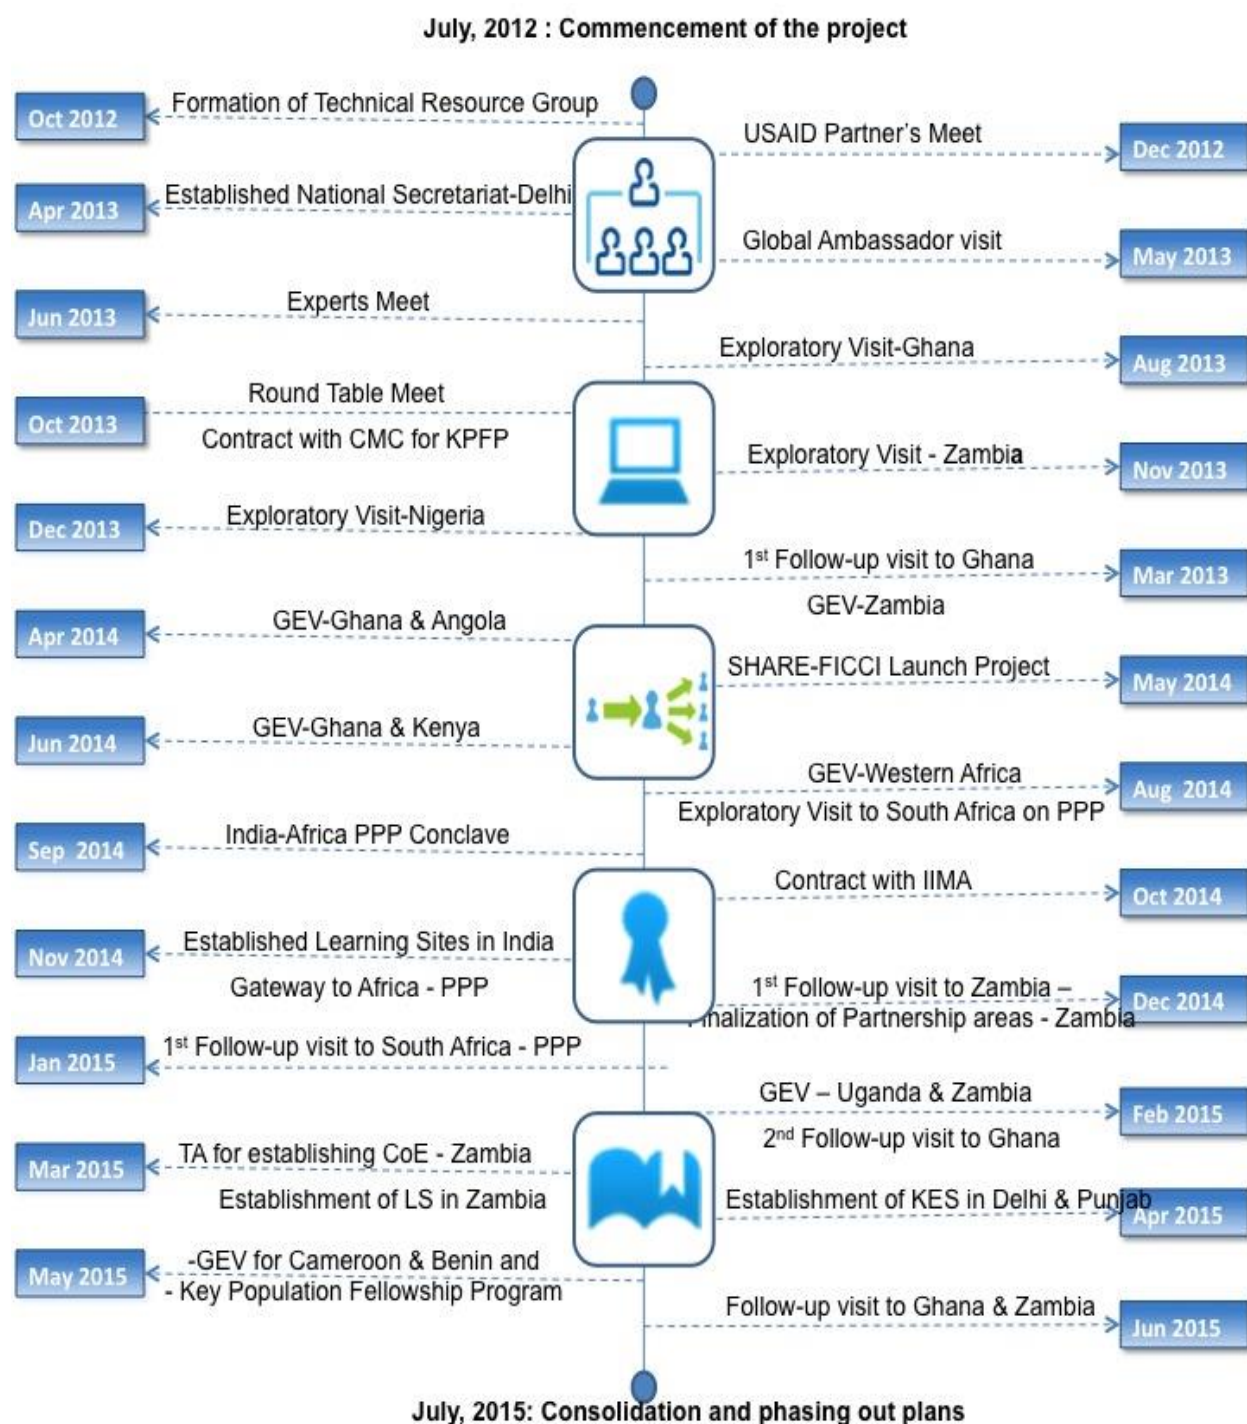 July, 2012 : Commencement of the project
Oct 2012
Formation of Technical Resource Group
USAID Partner's Meet
Dec 2012
Apr 2013
Established National Secretariat-Delhi
Global Ambassador visit
May 2013
Jun 2013
Experts Meet
Exploratory Visit-Ghana
Aug 2013
Oct 2013
Round Table Meet
Contract with CMC for KPFP
Exploratory Visit - Zambia
Nov 2013
Dec 2013
Exploratory Visit-Nigeria
1st Follow-up visit to Ghana
GEV-Zambia
Mar 2013
Apr 2014
GEV-Ghana & Angola
SHARE-FICCI Launch Project
May 2014
Jun 2014
GEV-Ghana & Kenya
GEV-Western Africa
Exploratory Visit to South Africa on PPP
Aug 2014
Sep 2014
India-Africa PPP Conclave
Contract with IIMA
Oct 2014
Nov 2014
Established Learning Sites in India
Gateway to Africa - PPP
1st Follow-up visit to Zambia –
Finalization of Partnership areas - Zambia
Dec 2014
Jan 2015
1st Follow-up visit to South Africa - PPP
GEV – Uganda & Zambia
2nd Follow-up visit to Ghana
Feb 2015
Mar 2015
TA for establishing CoE - Zambia
Establishment of LS in Zambia
Establishment of KES in Delhi & Punjab
Apr 2015
May 2015
-GEV for Cameroon & Benin and
- Key Population Fellowship Program
Follow-up visit to Ghana & Zambia
Jun 2015
July, 2015: Consolidation and phasing out plans